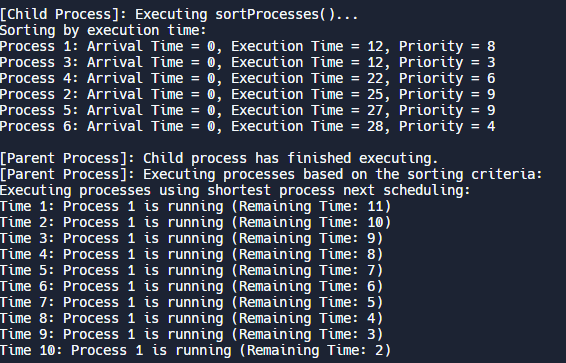 [Child Process]: Executing sortProcesses()...
Sorting by execution time:
Process 1: Arrival Time = 0, Execution Time = 12, Priority = 8
Process 3: Arrival Time = 0, Execution Time = 12, Priority = 3
Process 4: Arrival Time = 0, Execution Time = 22, Priority = 6
Process 2: Arrival Time = 0, Execution Time = 25, Priority = 9
Process 5: Arrival Time = 0, Execution Time = 27, Priority = 9
Process 6: Arrival Time = 0, Execution Time = 28, Priority = 4
[Parent Process]: Child process has finished executing.
[Parent Process]: Executing processes based on the sorting criteria:
Executing processes using shortest process next scheduling:
Time 1: Process 1 is running (Remaining Time: 11)
Time 2: Process 1 is running (Remaining Time: 10)
Time 3: Process 1 is running (Remaining Time: 9)
Time 4: Process 1 is running (Remaining Time: 8)
Time 5: Process 1 is running (Remaining Time: 7)
Time 6: Process 1 is running (Remaining Time: 6)
Time 7: Process 1 is running (Remaining Time: 5)
Time 8: Process 1 is running (Remaining Time: 4)
Time 9: Process 1 is running (Remaining Time: 3)
Time 10: Process 1 is running (Remaining Time: 2)